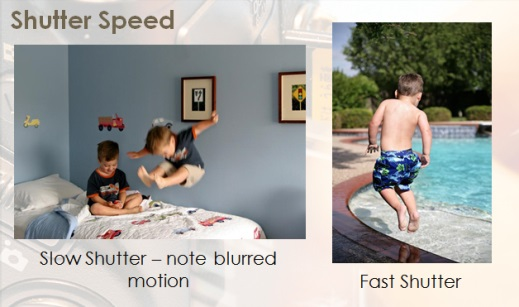 Shutter Speed
Slow Shutter – note blurred
motion
Fast Shutter